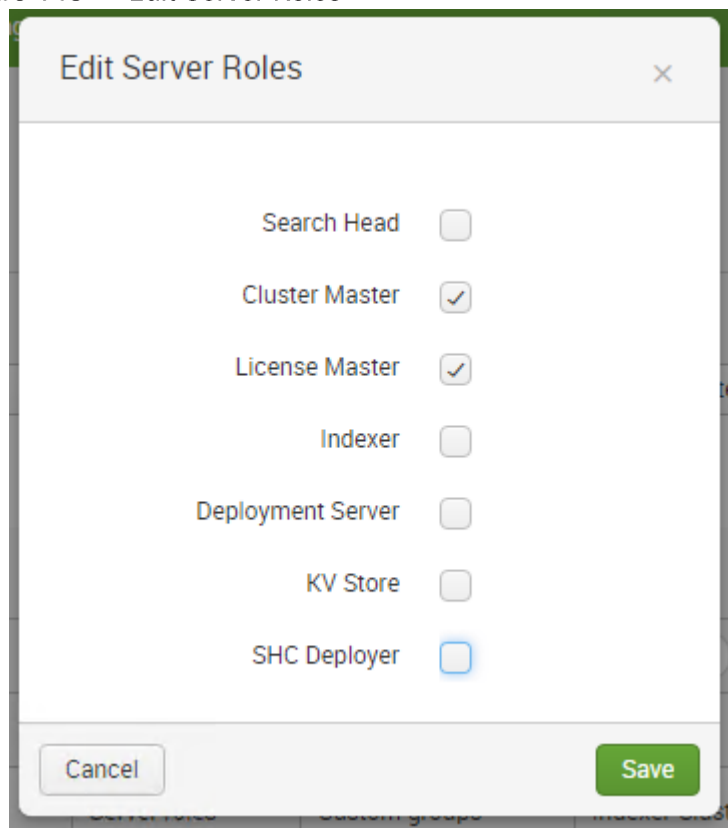 Edit Server Roles
Search Head
Cluster Master
License Master
Indexer
Deployment Server
KV Store
SHC Deployer
Cancel
Save